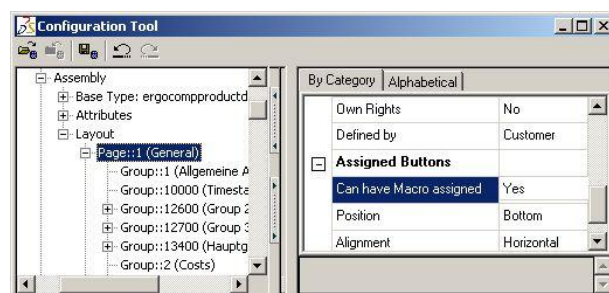 Configuration Tool
Assembly
Base Type: ergocompproductd
Attributes
Layout
Page::1 (General)
Group::1 (Allgemeine A
Group::10000 (Timesta
Group::12600 (Group 2
Group::12700 (Group 3
Group::13400 (Hauptg
Group::2 (Costs)
By Category
Alphabetical
Own Rights No
Defined by Customer
Assigned Buttons
Can have Macro assigned Yes
Position Bottom
Alignment Horizontal